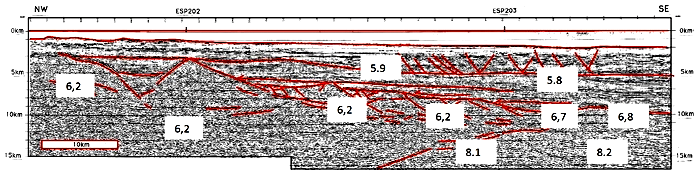 NW ESP202 ESP203 SE
0km 0km
5.9
5km 5.8 5km
6,2
10km 6,2 6,2 6,7 6,8 10km
6,2
10km
15km 8.1 8.2 15km